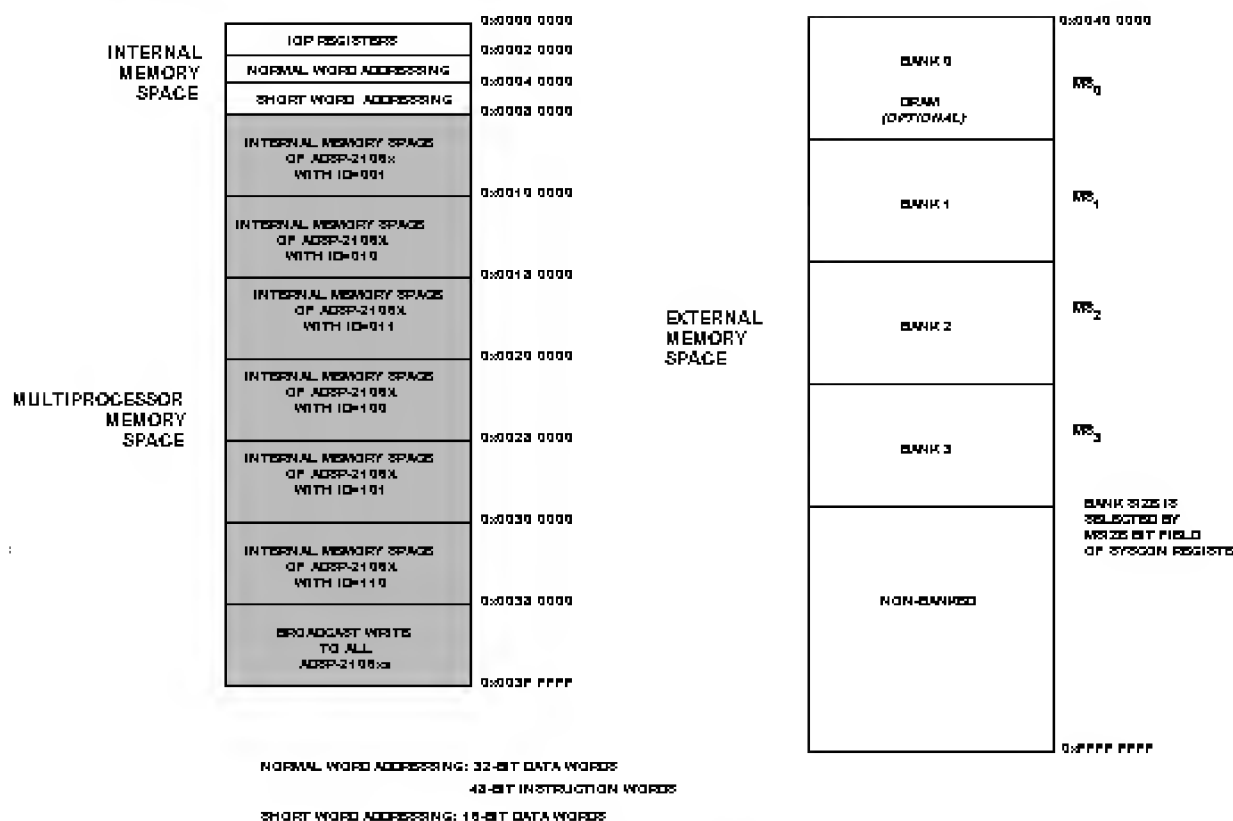 INTERNAL
MEMORY
SPACE
IOP REGISTERS
NORMAL WORD ADDRESSING
SHORT WORD ADDRESSING
0x0000 0000
0x0002 0000
0x0004 0000
0x0008 0000
MULTIPROCESSOR
MEMORY
SPACE
INTERNAL MEMORY SPACE
OF ADSP-2106x
WITH ID=001
0x0010 0000
INTERNAL MEMORY SPACE
OF ADSP-2106X
WITH ID=010
0x0018 0000
INTERNAL MEMORY SPACE
OF ADSP-2106X
WITH ID=011
0x0020 0000
INTERNAL MEMORY SPACE
OF ADSP-2106X
WITH ID=100
0x0028 0000
INTERNAL MEMORY SPACE
OF ADSP-2106X
WITH ID=101
0x0030 0000
INTERNAL MEMORY SPACE
OF ADSP-2106X
WITH ID=110
0x0038 0000
BROADCAST WRITE
TO ALL
ADSP-2106xs
0x003F FFFF
NORMAL WORD ADDRESSING: 32-BIT DATA WORDS
48-BIT INSTRUCTION WORDS
SHORT WORD ADDRESSING: 16-BIT DATA WORDS
EXTERNAL
MEMORY
SPACE
0x0040 0000
BANK 0
DRAM
(OPTIONAL)
MS0
BANK 1
MS1
BANK 2
MS2
BANK 3
MS3
BANK SIZE IS
SELECTED BY
MSIZE BIT FIELD
OF SYSCON REGISTE
NON-BANKED
0xFFFF FFFF